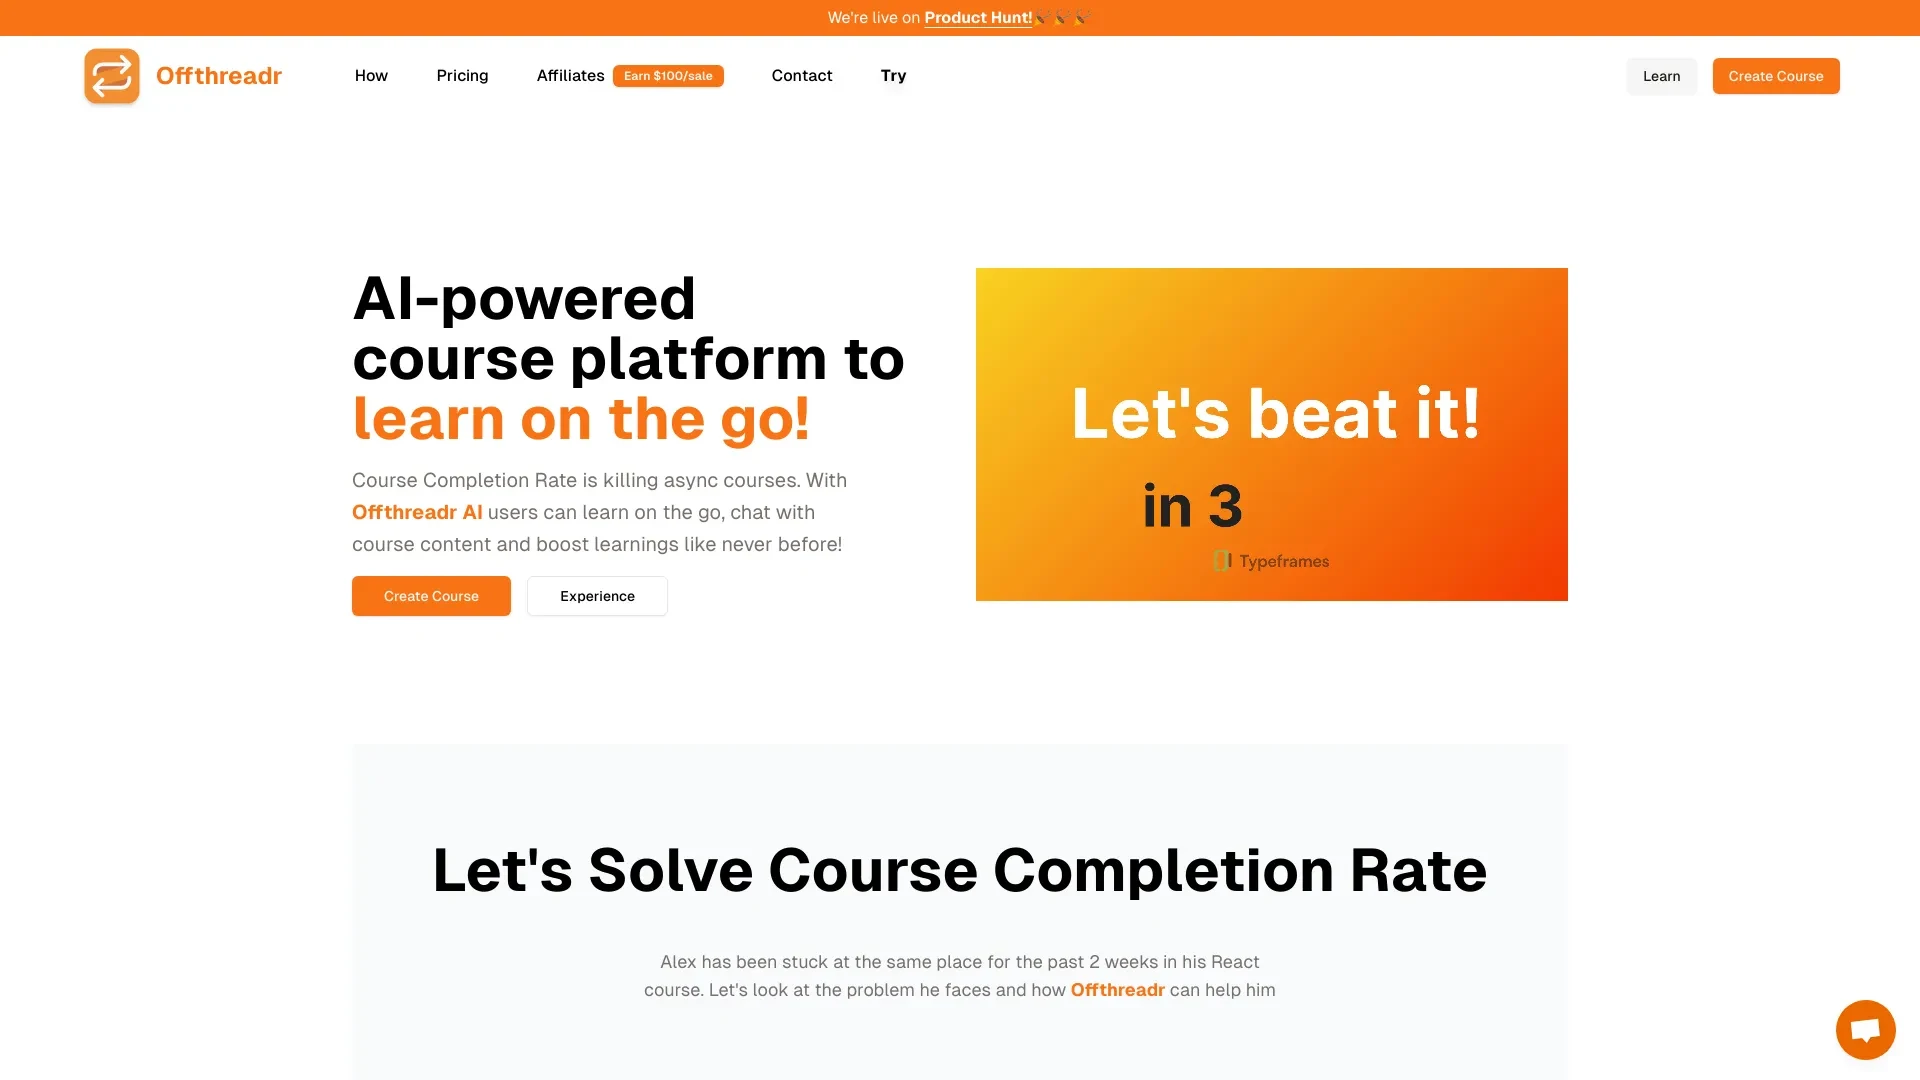 We're live on Product Hunt!🎉🎉🎉
Offthreadr
How
Pricing
Affiliates
Earn $100/sale
Contact
Try
Learn
Create Course
AI-powered
course platform to
learn on the go!
Course Completion Rate is killing async courses. With
Offthreadr AI users can learn on the go, chat with
course content and boost learnings like never before!
Create Course
Experience
Let's beat it!
in 3
Typeframes
Let's Solve Course Completion Rate
Alex has been stuck at the same place for the past 2 weeks in his React
course. Let's look at the problem he faces and how Offthreadr can help him